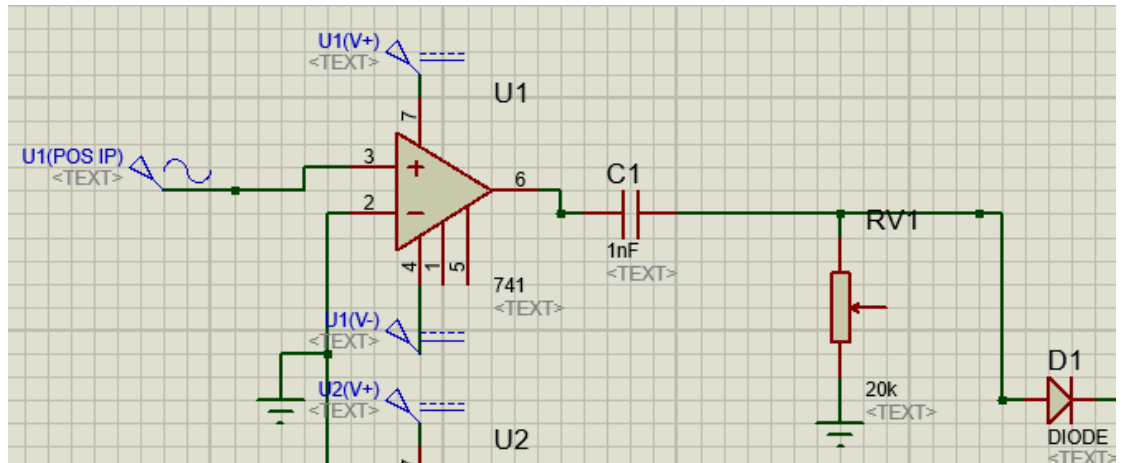 U1(V+)
<TEXT>
U1
7
U1(POS IP)
<TEXT>
3
2
6
4
1
5
741
<TEXT>
C1
1nF
<TEXT>
RV1
20k
<TEXT>
U1(V-)
<TEXT>
U2(V+)
<TEXT>
U2
D1
DIODE
<TEXT>